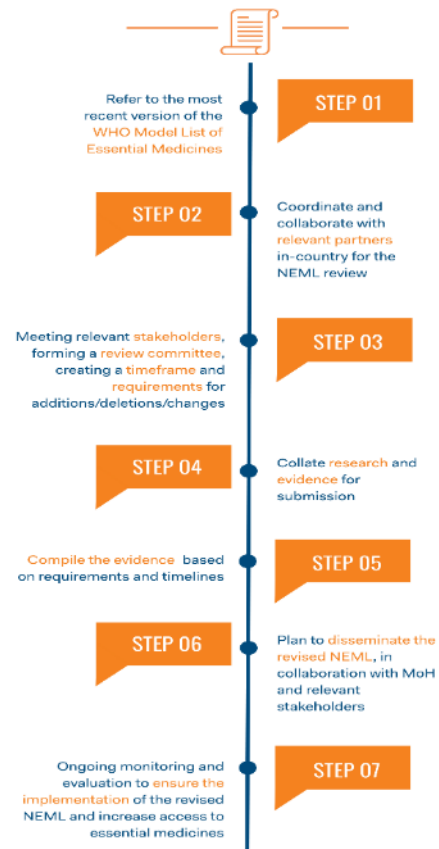 STEP 01
Refer to the most
recent version of the
WHO Model List of
Essential Medicines
STEP 02
Coordinate and
collaborate with
relevant partners
in-country for the
NEML review
STEP 03
Meeting relevant stakeholders,
forming a review committee,
creating a timeframe and
requirements for
additions/deletions/changes
STEP 04
Collate research and
evidence for
submission
STEP 05
Compile the evidence based
on requirements and timelines
STEP 06
Plan to disseminate the
revised NEML, in
collaboration with MoH
and relevant
stakeholders
STEP 07
Ongoing monitoring and
evaluation to ensure the
implementation of the revised
NEML and increase access to
essential medicines